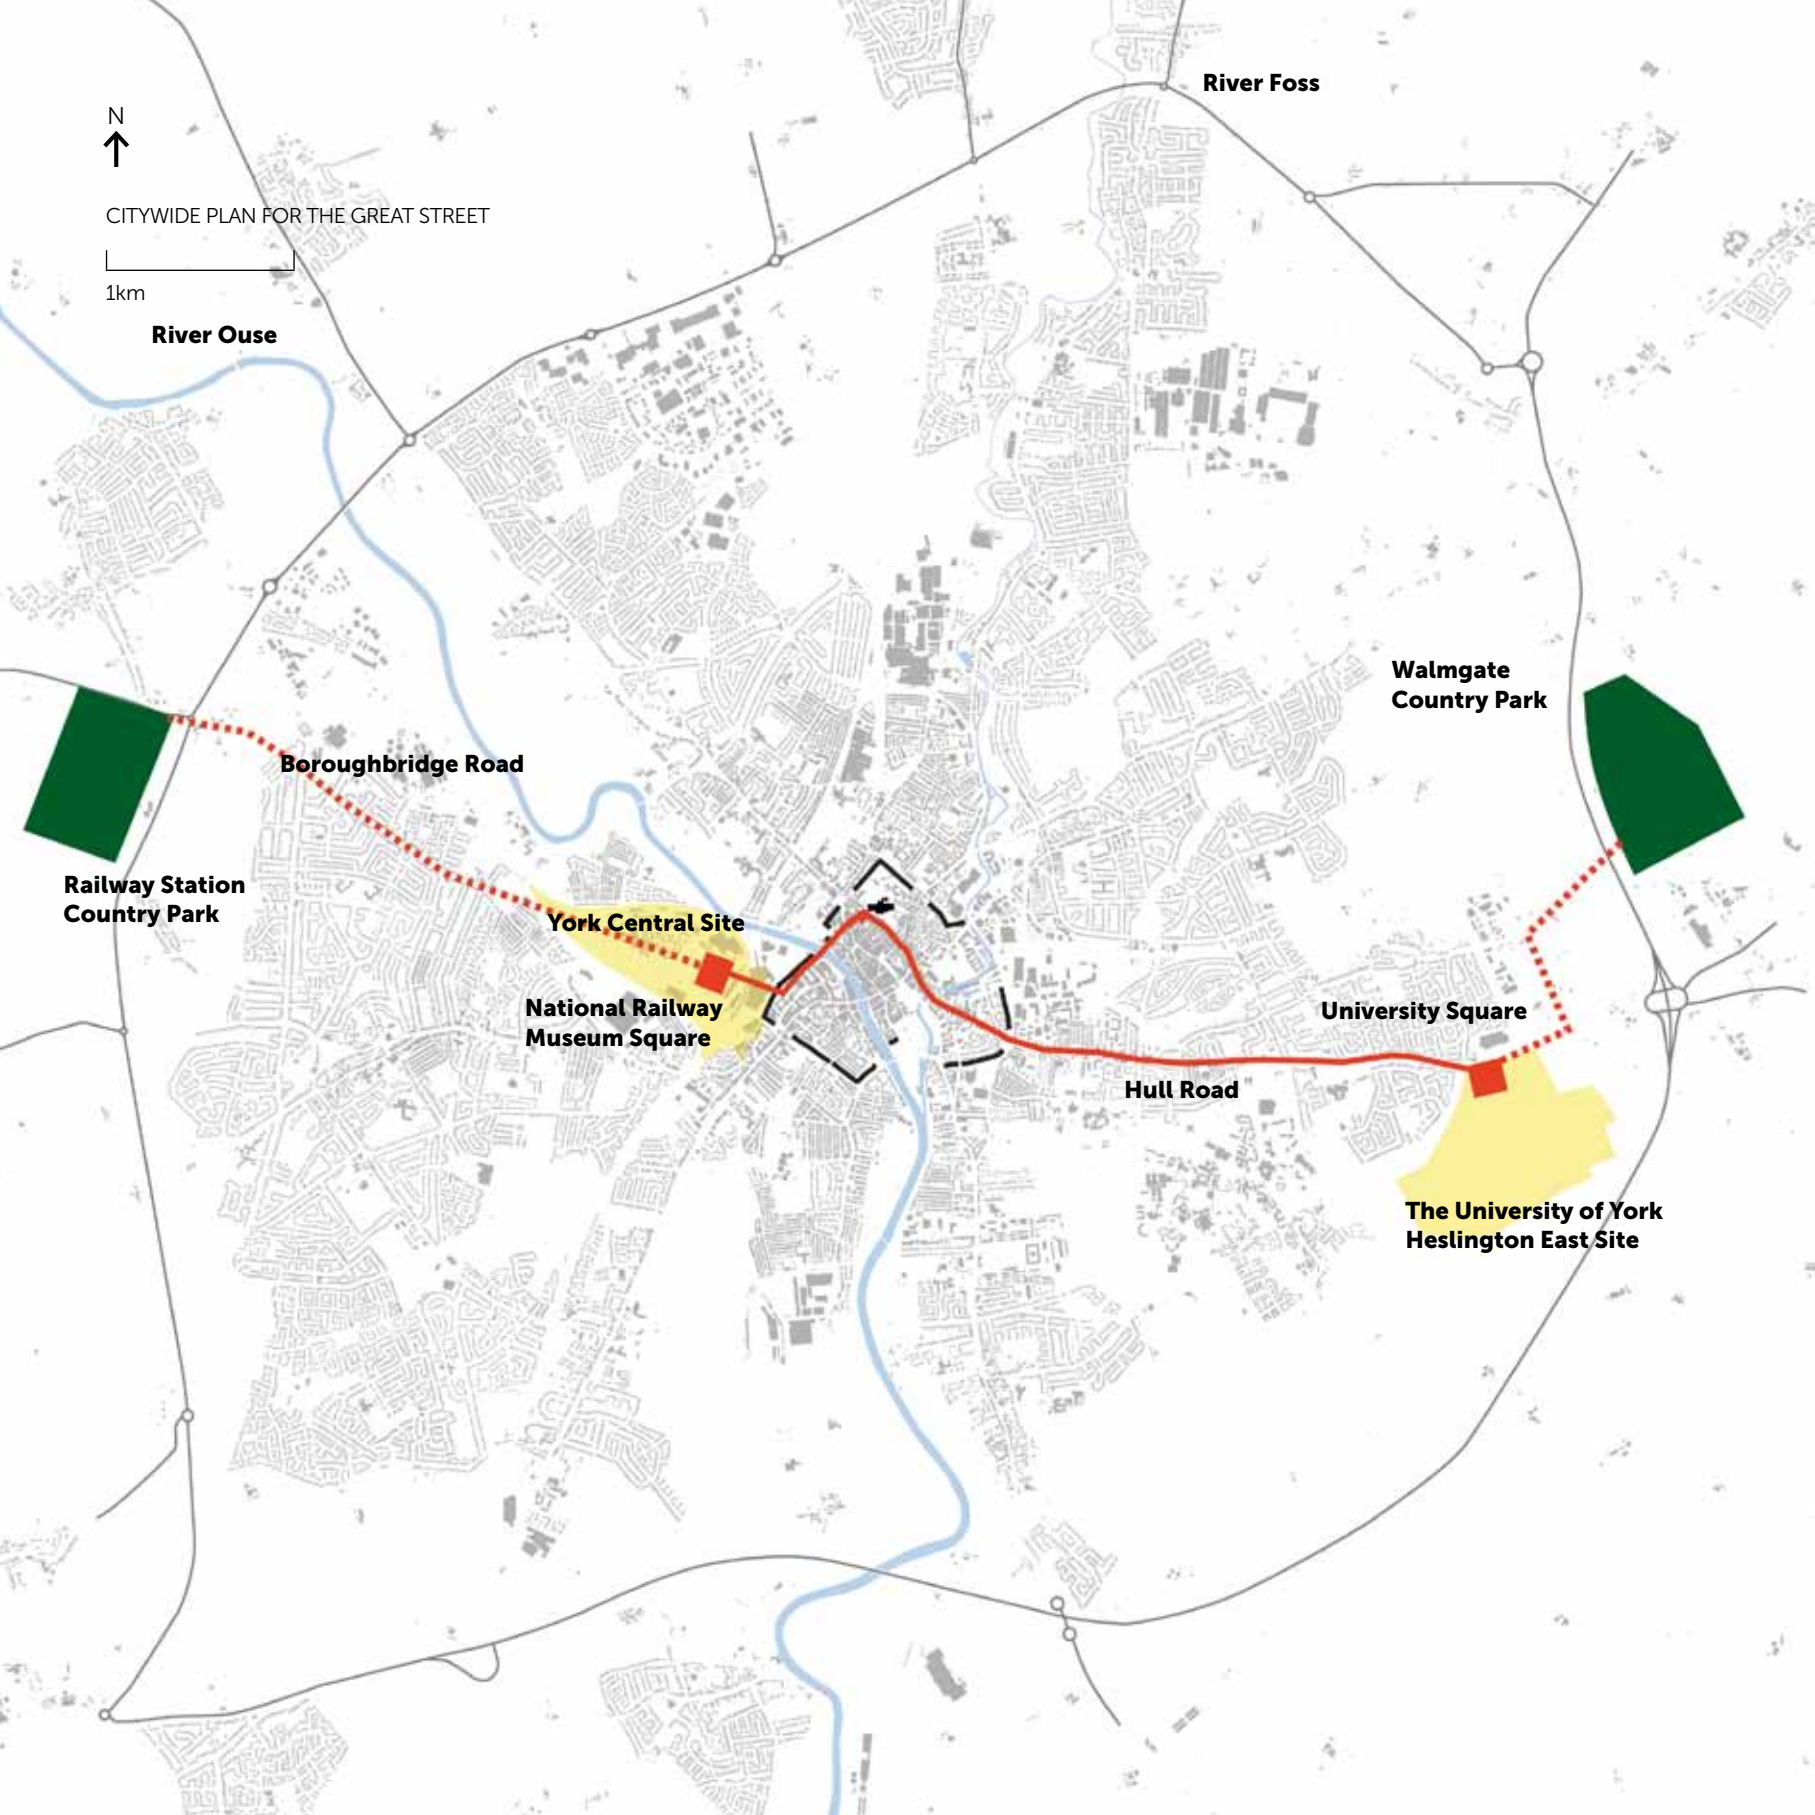 River Foss
N
CITYWIDE PLAN FOR THE GREAT STREET
1km
River Ouse
Walmgate
Country Park
Boroughbridge Road
Railway Station
Country Park
York Central Site
National Railway
Museum Square
University Square
Hull Road
The University of York
Heslington East Site